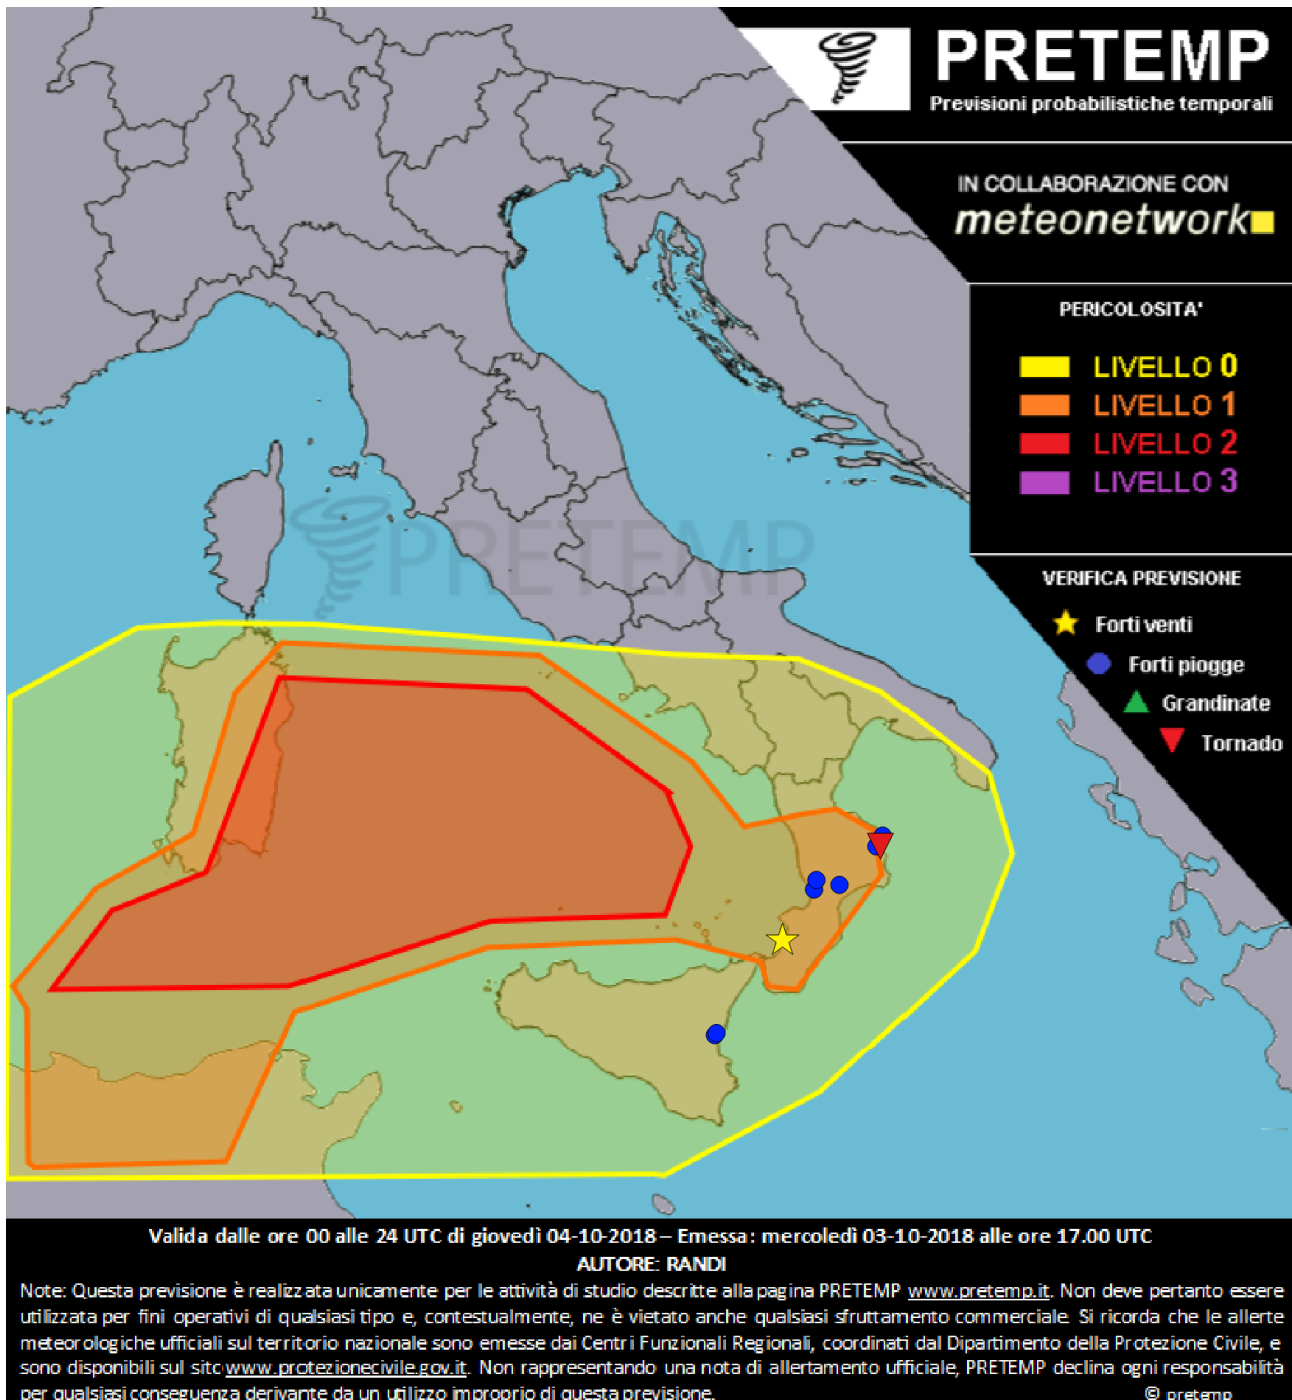 PRETEMP
Previsioni probabilistiche temporali
IN COLLABORAZIONE CON
meteonetwork
PERICOLOSITA'
LIVELLO 0
LIVELLO 1
LIVELLO 2
LIVELLO 3
PRETEMP
VERIFICA PREVISIONE
Forti venti
Forti piogge
Grandinate
Tornado
Valida dalle ore 00 alle 24 UTC di giovedì 04-10-2018 – Emessa: mercoledì 03-10-2018 alle ore 17.00 UTC
AUTORE: RANDI
Note: Questa previsione è realizzata unicamente per le attività di studio descritte alla pagina PRETEMP www.pretemp.it. Non deve pertanto essere
utilizzata per fini operativi di qualsiasi tipo e, contestualmente, ne è vietato anche qualsiasi sfruttamento commerciale. Si ricorda che le allerte
meteorologiche ufficiali sul territorio nazionale sono emesse dai Centri Funzionali Regionali, coordinati dal Dipartimento della Protezione Civile, e
sono disponibili sul sito www.protezionecivile.gov.it. Non rappresentando una nota di allertamento ufficiale, PRETEMP declina ogni responsabilità
per qualsiasi conseguenza derivante da un utilizzo improprio di questa previsione.
© pretemp